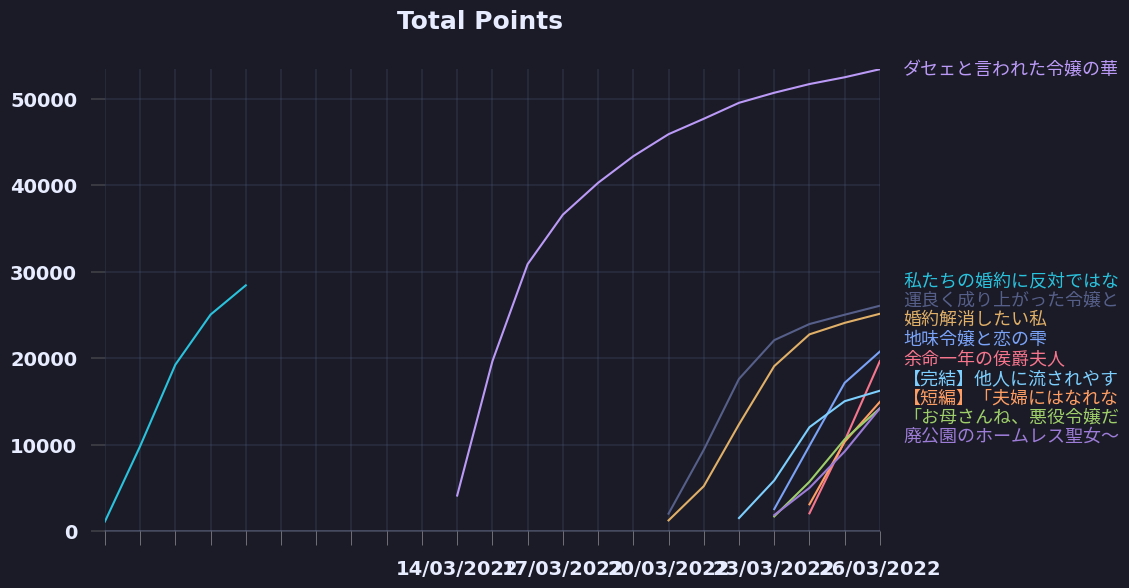 Total Points
50000
40000
30000
20000
10000
0
14/03/2022
17/03/2022
20/03/2022
23/03/2022
26/03/2022
ダセェと言われた令嬢の華
私たちの婚約に反対ではな
運良く成り上がった令嬢と
婚約解消したい私
地味令嬢と恋の雫
余命一年の侯爵夫人
【完結】他人に流されやす
【短編】「夫婦にはなれな
「お母さんね、悪役令嬢だ
廃公園のホームレス聖女～